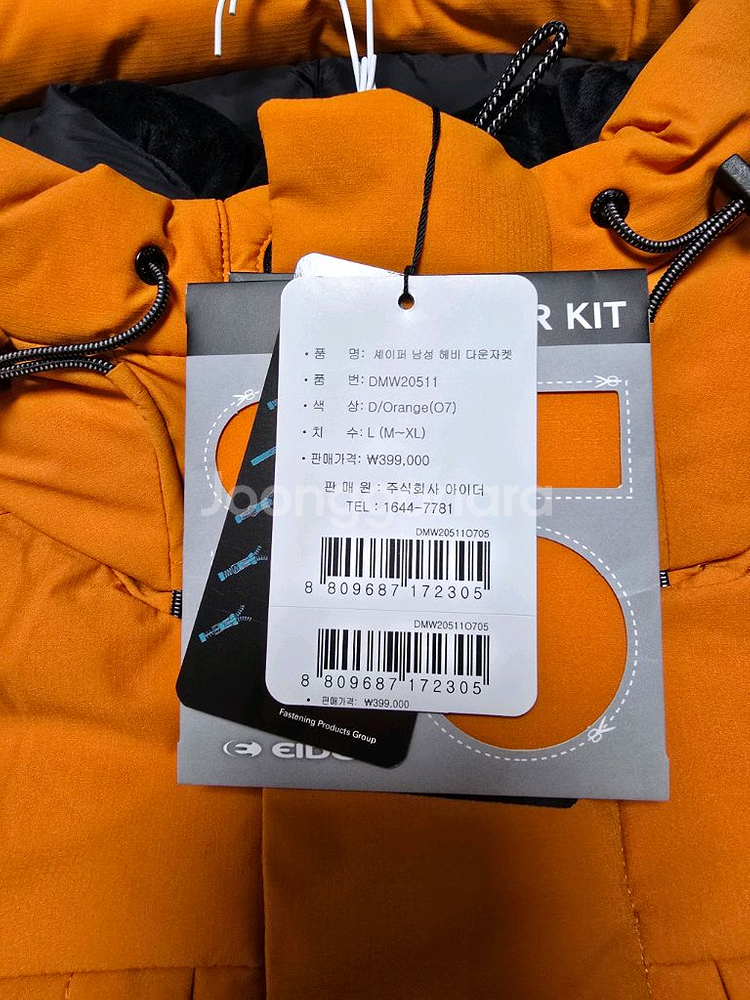 R KIT
• 품 명: 셰이퍼 남성 헤비 다운자켓
• 품 번: DMW20511
• 색 상: D/Orange(O7)
• 치 수: L (M~XL)
• 판매가격: ₩399,000
판 매 원 : 주식회사 아이더
TEL : 1644-7781
Joonggonara
DMW20511O705
8 809687 172305
DMW20511O705
8 809687 172305
• 판매가격: ₩399,000
Fastening Products Group
EID